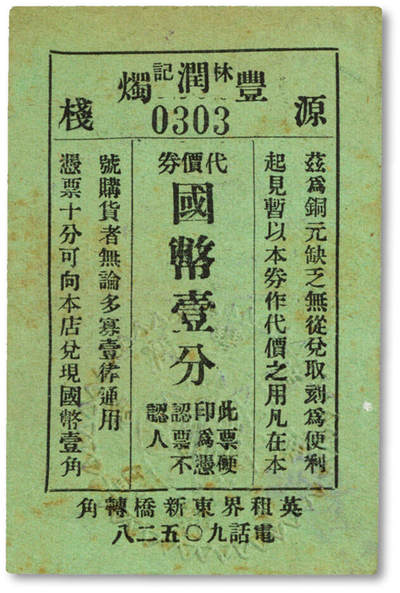 源豐潤燭棧
林記
0303
代價券
茲爲銅元缺乏無從兌取刻爲便利
起見暫以本券作代價之用凡在本
國幣壹分
此票硬
印爲憑
認票不
認人
號購貨者無論多寡壹律通用
憑票十分可向本店兌現國幣壹角
英租界東新橋轉角
電話九〇五二八